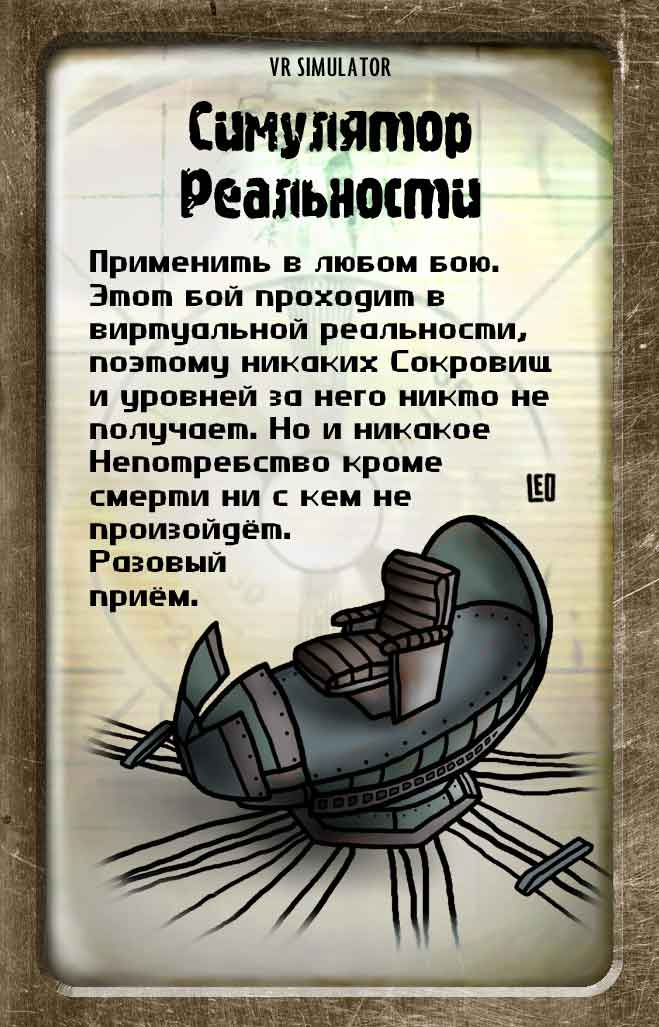 VR SIMULATOR
Симулятор
Реальности
Применить в любом бою.
Этот бой проходит в
виртуальной реальности,
поэтому никаких Сокровищ
и уровней за него никто не
получает. Но и никакое
Непотребство кроме
смерти ни с кем не
произойдёт.
Разовый
приём.
LEO